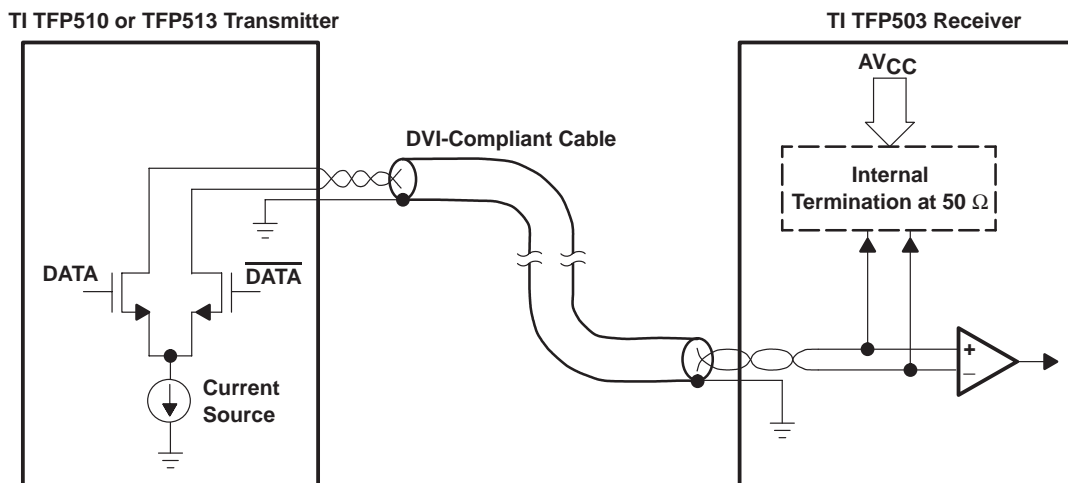 TI TFP510 or TFP513 Transmitter
TI TFP503 Receiver
AVCC
DVI-Compliant Cable
Internal
Termination at 50 Ω
DATA
DATA
+
−
Current
Source